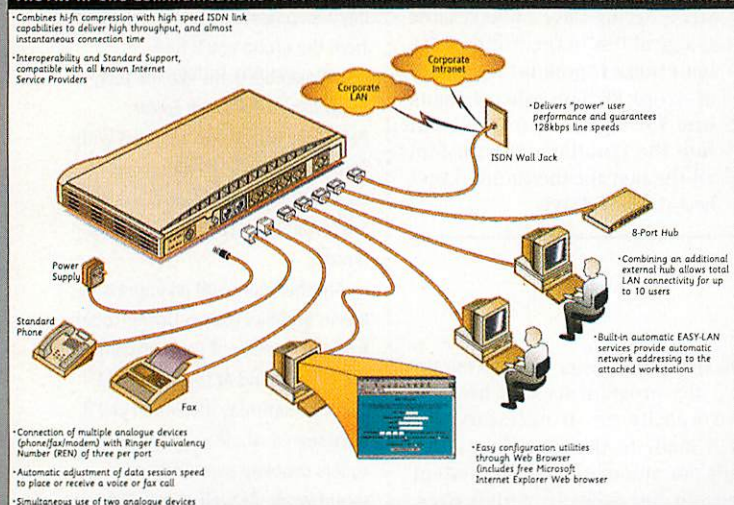 ·Combines hi-fn compression with high speed ISDN link
capabilities to deliver high throughput, and almost
instantaneous connection time
·Interoperability and Standard Support,
compatible with all known Internet
Service Providers
Corporate
LAN
Corporate
Intranet
·Delivers "power" user
performance and guarantees
128kbps line speeds
ISDN Wall Jack
8-Port Hub
·Combining an additional
external hub allows total
LAN connectivity for up
to 10 users
Power
Supply
Standard
Phone
Fax
·Built-in automatic EASY-LAN
services provide automatic
network addressing to the
attached workstations
·Easy configuration utilities
through Web Browser
(includes free Microsoft
Internet Explorer Web browser
·Connection of multiple analogue devices
(phone/fax/modem) with Ringer Equivalency
Number (REN) of three per port
·Automatic adjustment of data session speed
to place or receive a voice or fax call
·Simultaneous use of two analogue devices